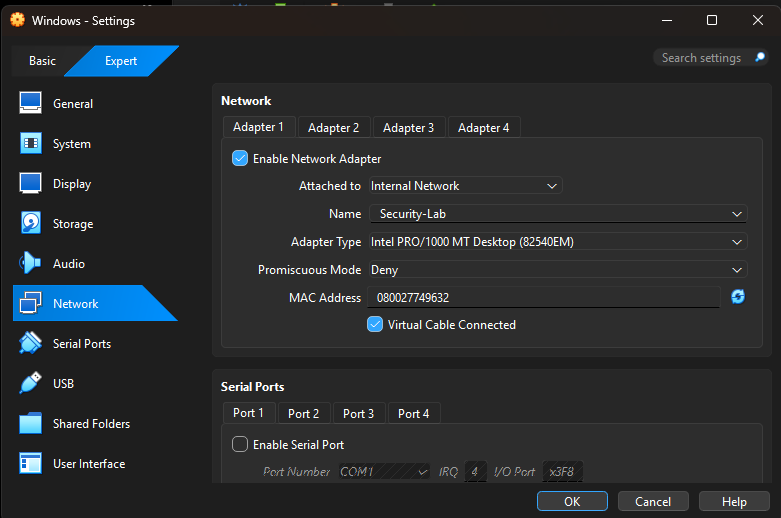 Windows - Settings
Basic Expert
Search settings
General
System
Display
Storage
Audio
Network
Serial Ports
USB
Shared Folders
User Interface
Network
Adapter 1 Adapter 2 Adapter 3 Adapter 4
Enable Network Adapter
Attached to Internal Network
Name Security-Lab
Adapter Type Intel PRO/1000 MT Desktop (82540EM)
Promiscuous Mode Deny
MAC Address 080027749632
Virtual Cable Connected
Serial Ports
Port 1 Port 2 Port 3 Port 4
Enable Serial Port
Port Number COM1 IRQ 4 I/O Port x3F8
OK Cancel Help